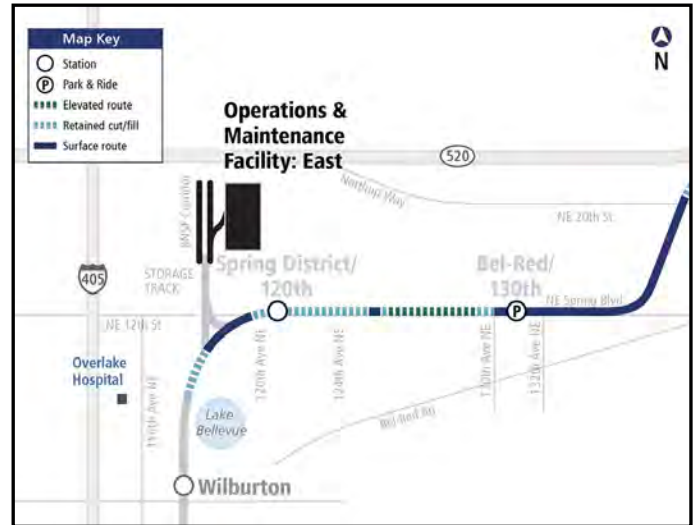 Map Key
Station
P Park & Ride
Elevated route
Retained cut/fill
Surface route
N
Operations &
Maintenance
Facility: East
520
Northup Way
NE 20th St
BNSF Corridor
405
STORAGE
TRACK
Spring District/
120th
Bel-Red/
130th
NE Spring Blvd
P
NE 12th St
Overlake
Hospital
116th Ave NE
120th Ave NE
124th Ave NE
130th Ave NE
132th Ave NE
Bel-Red Rd
Lake
Bellevue
Wilburton